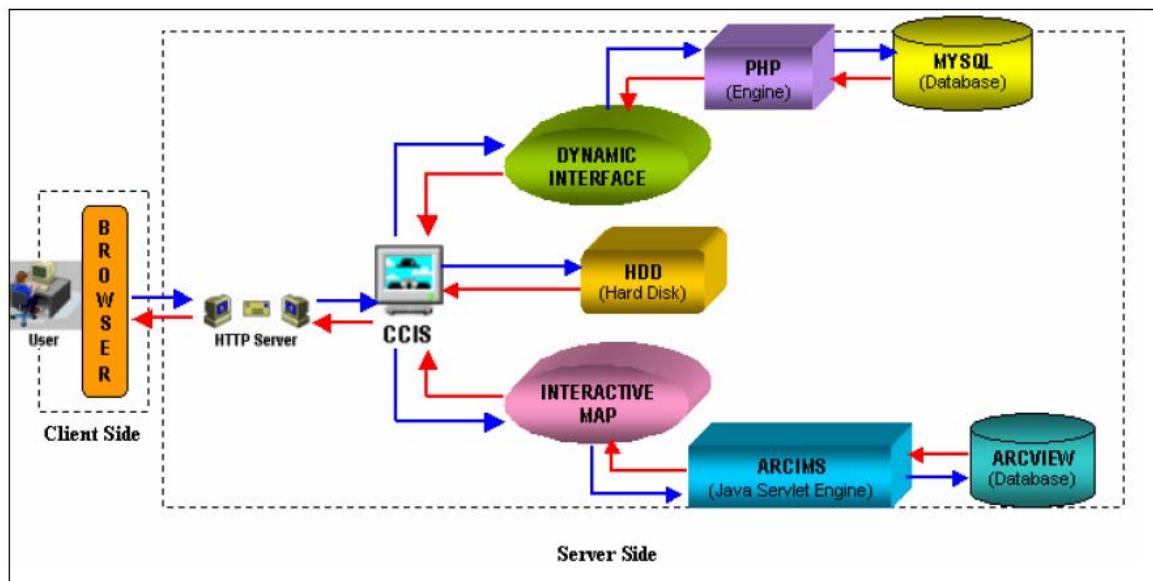 User
BROWSER
Client Side
HTTP Server
CCIS
DYNAMIC
INTERFACE
PHP
(Engine)
MYSQL
(Database)
HDD
(Hard Disk)
INTERACTIVE
MAP
ARCIMS
(Java Servlet Engine)
ARCVIEW
(Database)
Server Side